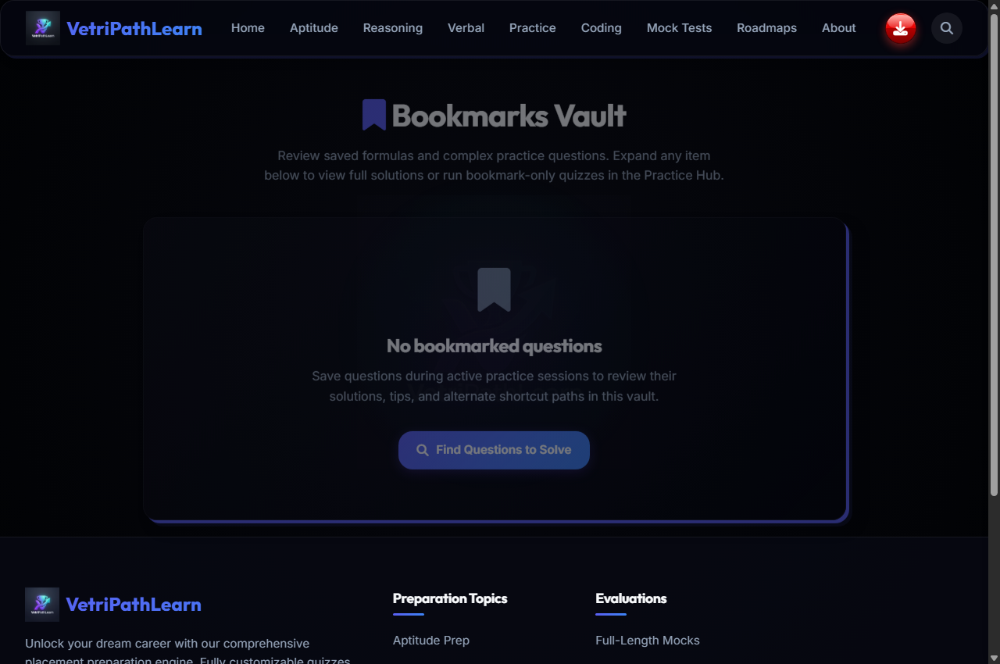 VetriPathLearn
Home
Aptitude
Reasoning
Verbal
Practice
Coding
Mock Tests
Roadmaps
About
Bookmarks Vault
Review saved formulas and complex practice questions. Expand any item
below to view full solutions or run bookmark-only quizzes in the Practice Hub.
No bookmarked questions
Save questions during active practice sessions to review their
solutions, tips, and alternate shortcut paths in this vault.
Find Questions to Solve
VetriPathLearn
Unlock your dream career with our comprehensive
placement preparation engine. Fully customizable quizzes
Preparation Topics
Aptitude Prep
Evaluations
Full-Length Mocks